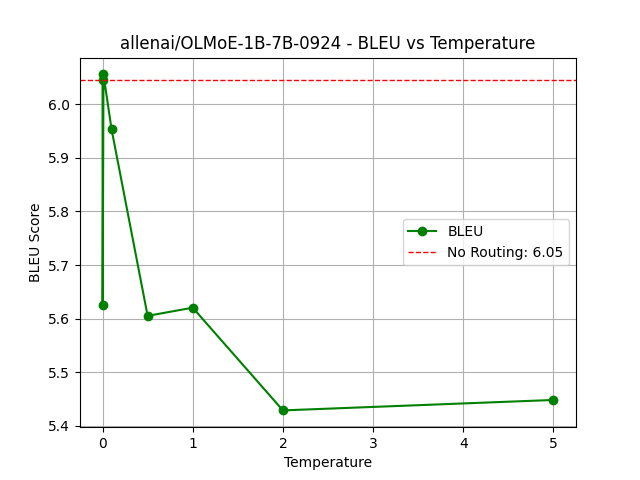 allenai/OLMoE-1B-7B-0924 - BLEU vs Temperature
BLEU Score
6.0
5.9
5.8
5.7
5.6
5.5
5.4
BLEU
No Routing: 6.05
0 1 2 3 4 5
Temperature